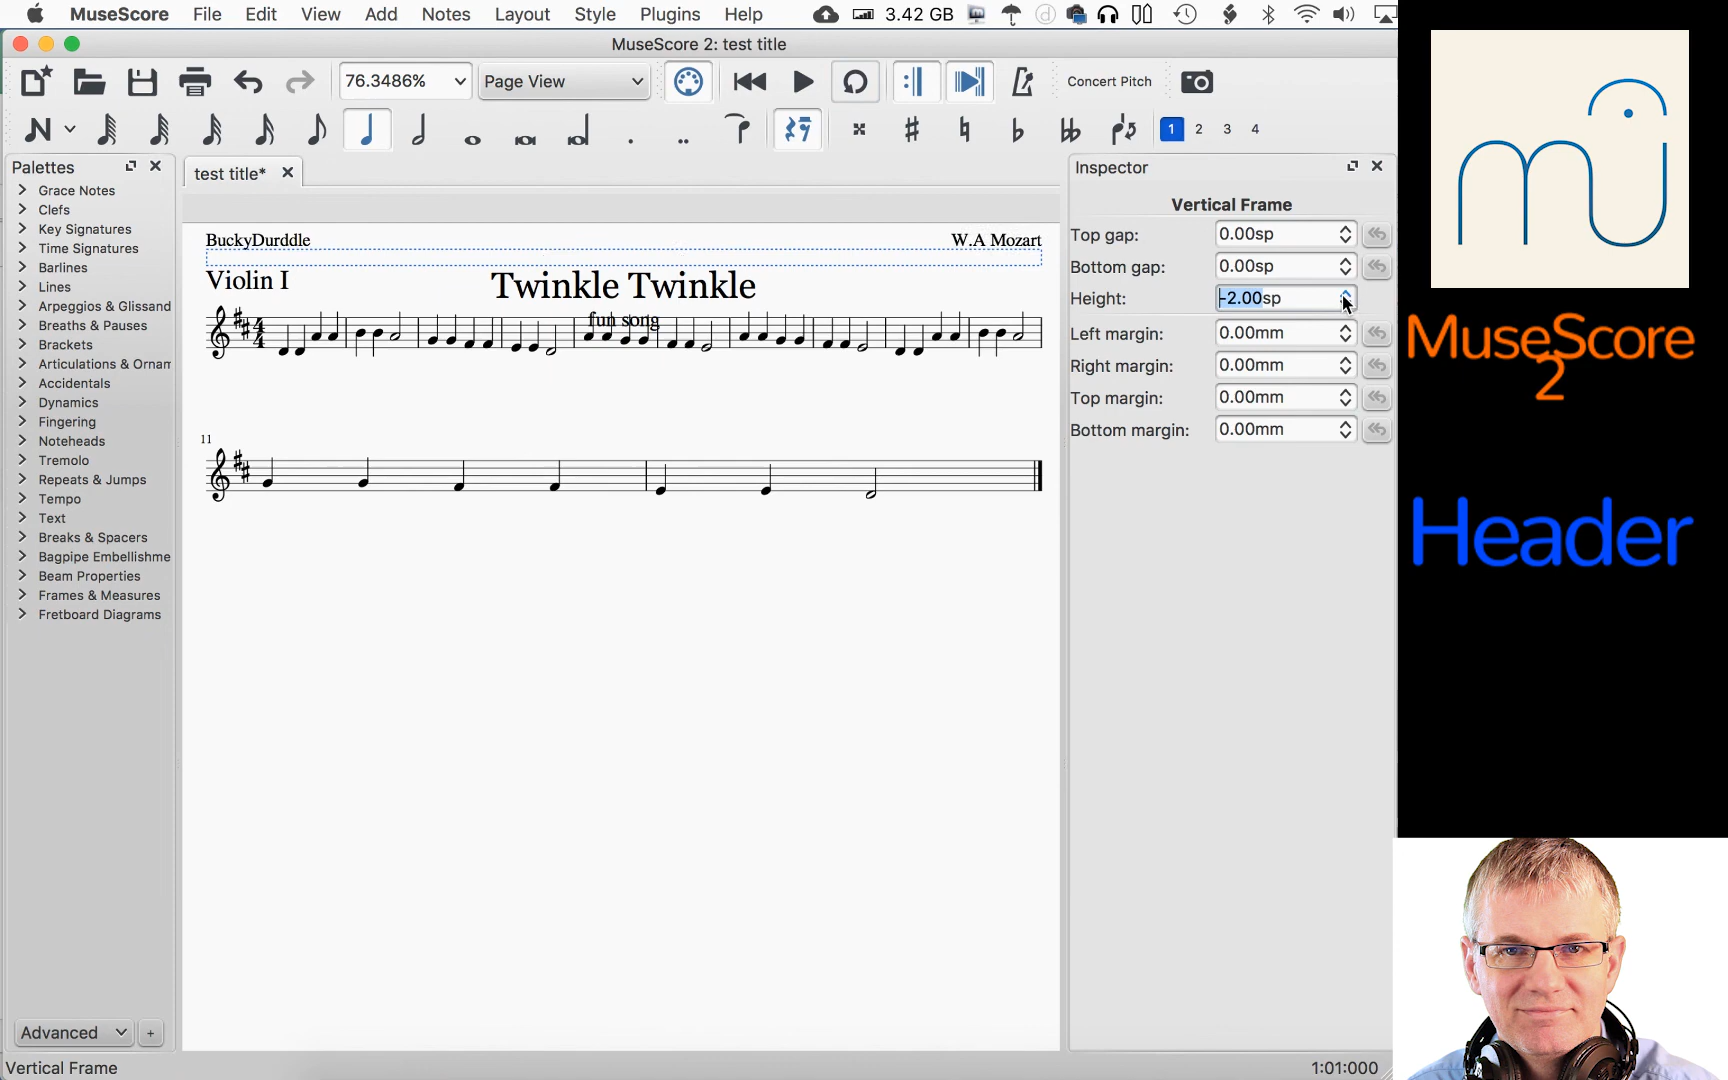 MuseScore File Edit View Add Notes Layout Style Plugins Help 3.42 GB
MuseScore 2: test title
76.3486% Page View Concert Pitch
1 2 3 4
Palettes
Grace Notes
Clefs
Key Signatures
Time Signatures
Barlines
Lines
Arpeggios & Glissand
Breaths & Pauses
Brackets
Articulations & Ornam
Accidentals
Dynamics
Fingering
Noteheads
Tremolo
Repeats & Jumps
Tempo
Text
Breaks & Spacers
Bagpipe Embellishme
Beam Properties
Frames & Measures
Fretboard Diagrams
Advanced +
Vertical Frame
test title*
BuckyDurddle W.A Mozart
Violin I Twinkle Twinkle
fun song
11
Inspector
Vertical Frame
Top gap: 0.00sp
Bottom gap: 0.00sp
Height: -2.00sp
Left margin: 0.00mm
Right margin: 0.00mm
Top margin: 0.00mm
Bottom margin: 0.00mm
1:01:000
mu
MuseScore
2
Header